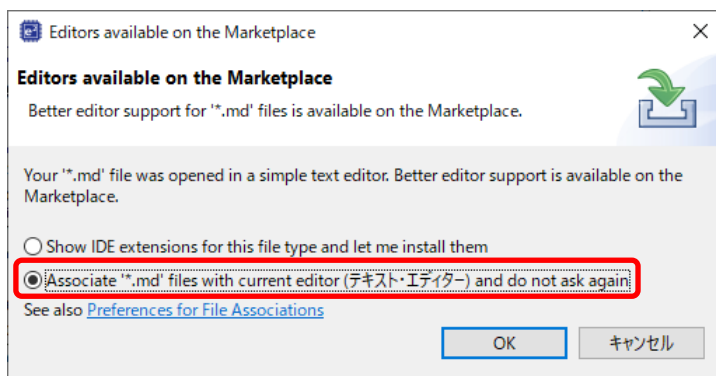 Editors available on the Marketplace
Editors available on the Marketplace
Better editor support for '*.md' files is available on the Marketplace.
Your '*.md' file was opened in a simple text editor. Better editor support is available on the
Marketplace.
Show IDE extensions for this file type and let me install them
Associate '*.md' files with current editor (テキスト・エディター) and do not ask again
See also Preferences for File Associations
OK
キャンセル